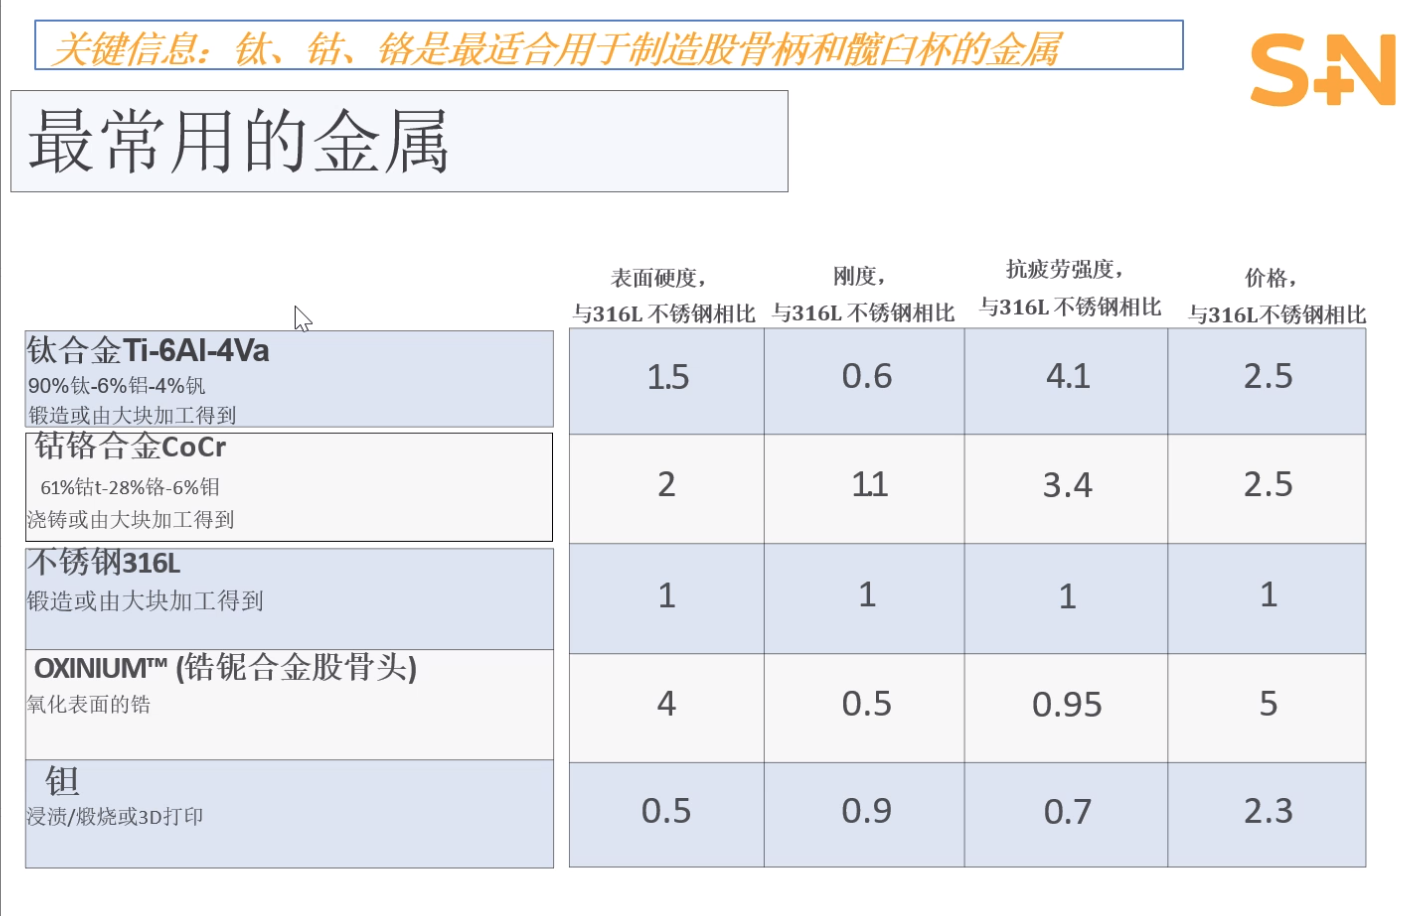 关键信息：钛、钴、铬是最适合用于制造股骨柄和髋臼杯的金属
S+N
最常用的金属
表面硬度，
与316L 不锈钢相比
刚度，
与316L 不锈钢相比
抗疲劳强度，
与316L 不锈钢相比
价格，
与316L不锈钢相比
钛合金Ti-6Al-4Va
90%钛-6%铝-4%钒
锻造或由大块加工得到
1.5
0.6
4.1
2.5
钴铬合金CoCr
61%钴t-28%铬-6%钼
浇铸或由大块加工得到
2
1.1
3.4
2.5
不锈钢316L
锻造或由大块加工得到
1
1
1
1
OXINIUM™ (锆铌合金股骨头)
氧化表面的锆
4
0.5
0.95
5
钽
浸渍/煅烧或3D打印
0.5
0.9
0.7
2.3